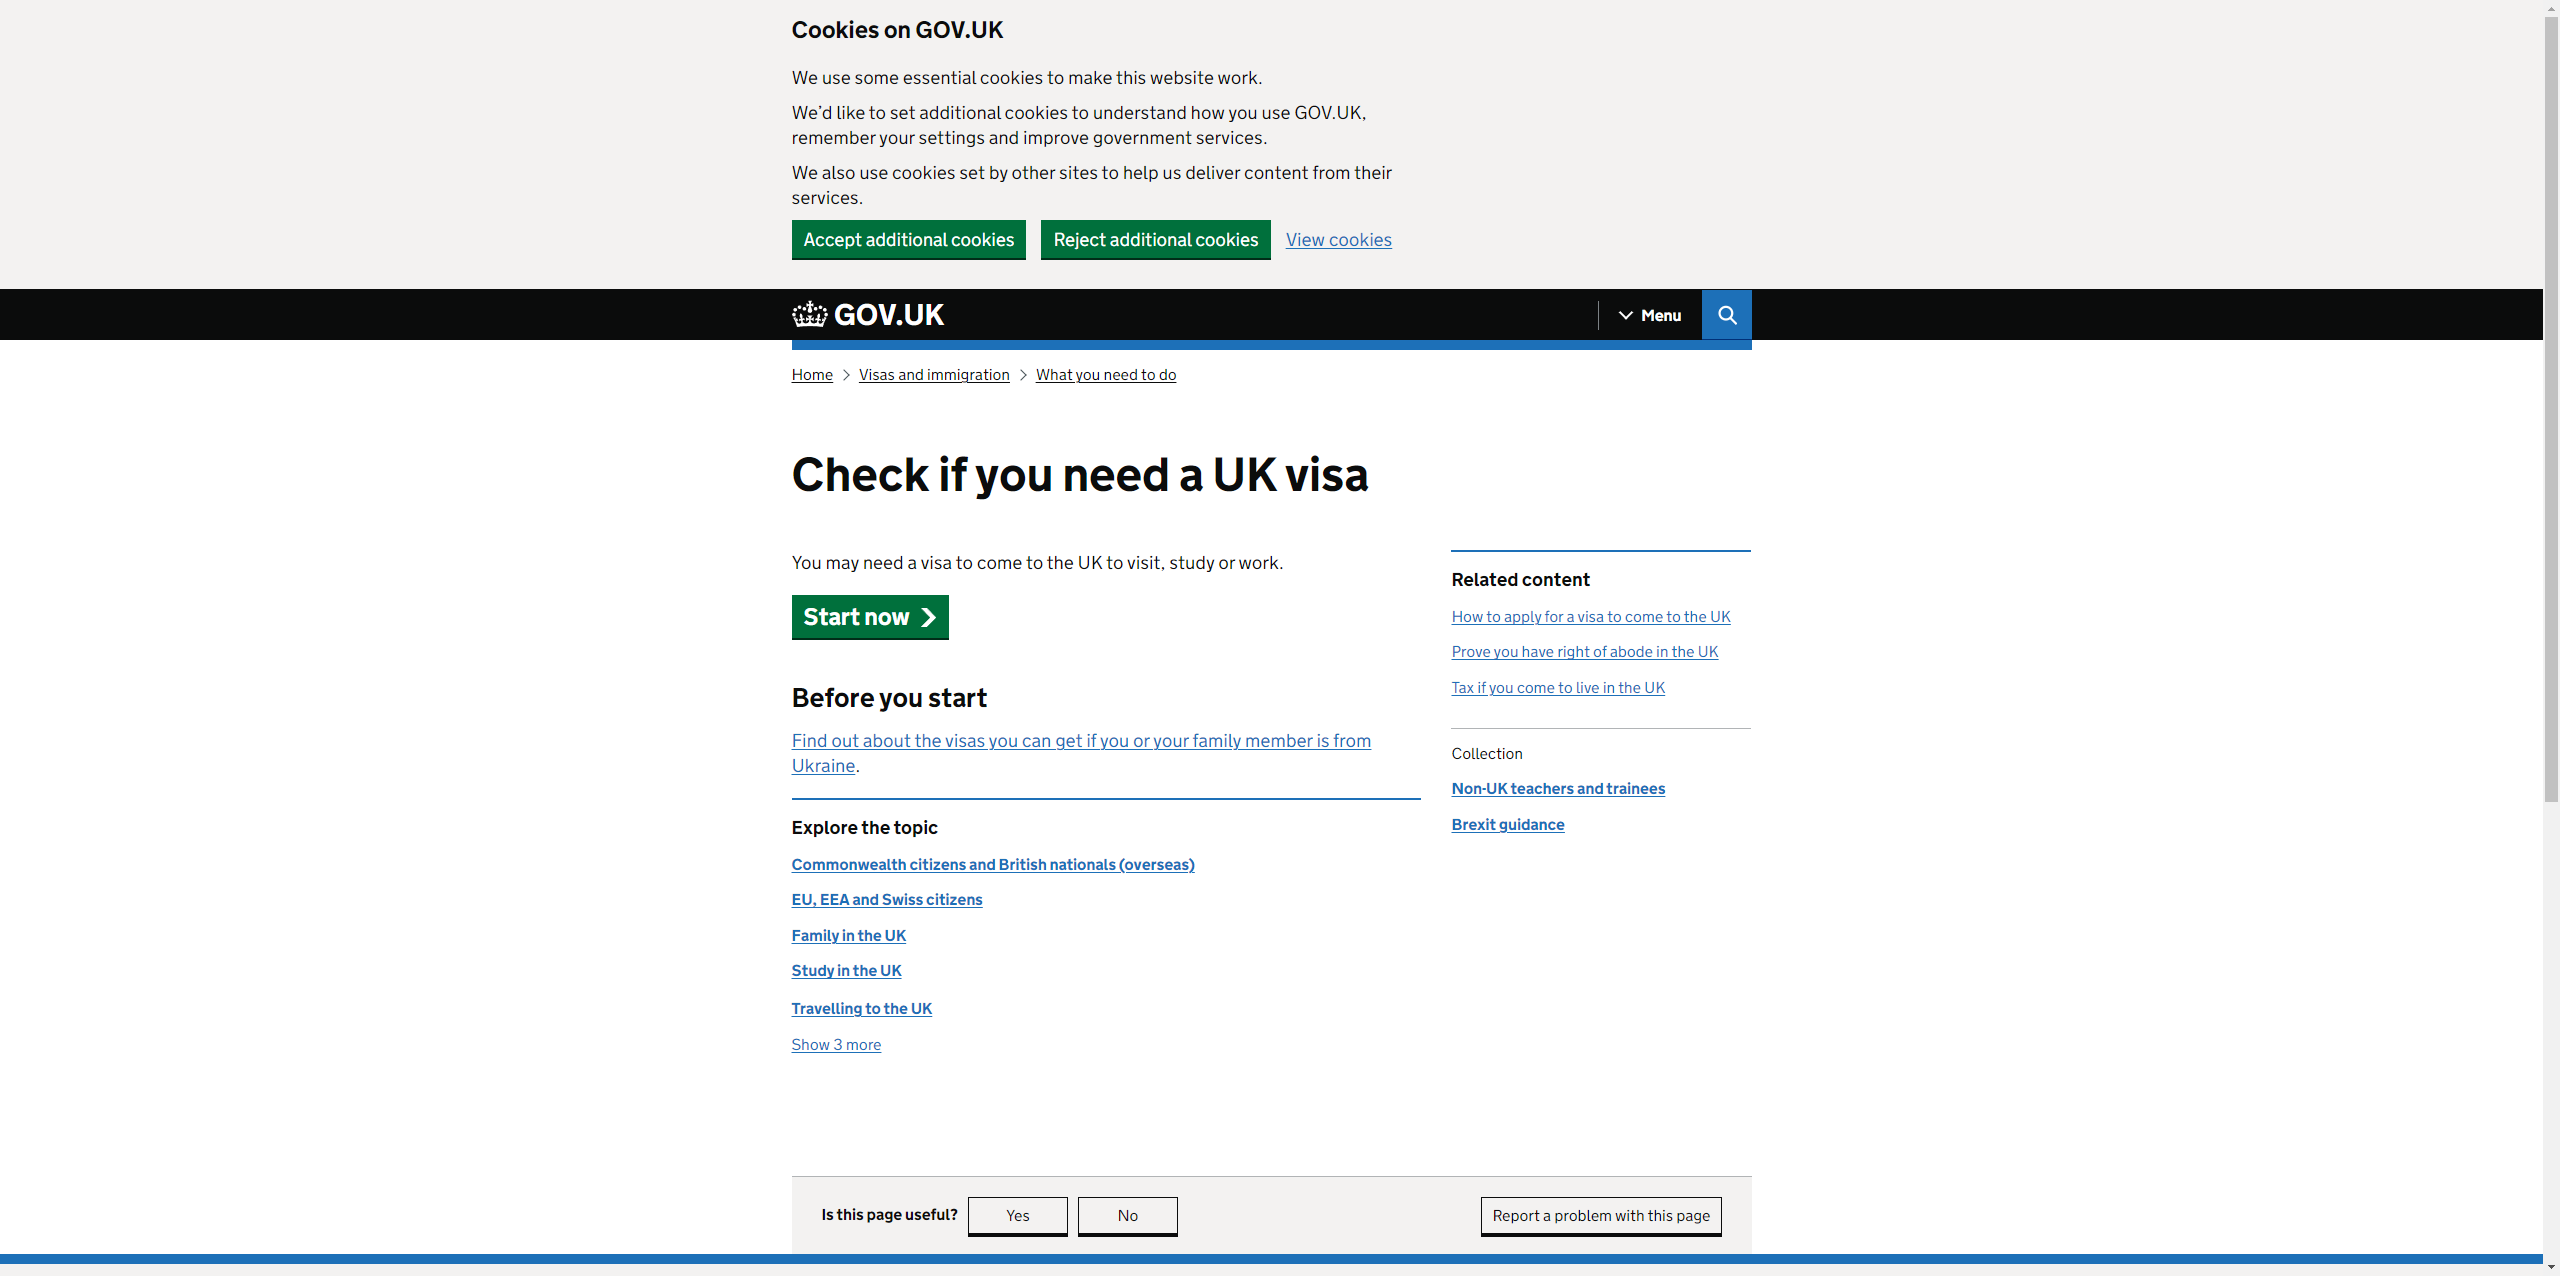 Cookies on GOV.UK
We use some essential cookies to make this website work.
We'd like to set additional cookies to understand how you use GOV.UK,
remember your settings and improve government services.
We also use cookies set by other sites to help us deliver content from their
services.
Accept additional cookies
Reject additional cookies
View cookies
GOV.UK
Menu
Home
Visas and immigration
What you need to do
Check if you need a UK visa
You may need a visa to come to the UK to visit, study or work.
Start now
Before you start
Find out about the visas you can get if you or your family member is from
Ukraine.
Explore the topic
Commonwealth citizens and British nationals (overseas)
EU, EEA and Swiss citizens
Family in the UK
Study in the UK
Travelling to the UK
Show 3 more
Related content
How to apply for a visa to come to the UK
Prove you have right of abode in the UK
Tax if you come to live in the UK
Collection
Non-UK teachers and trainees
Brexit guidance
Is this page useful?
Yes
No
Report a problem with this page